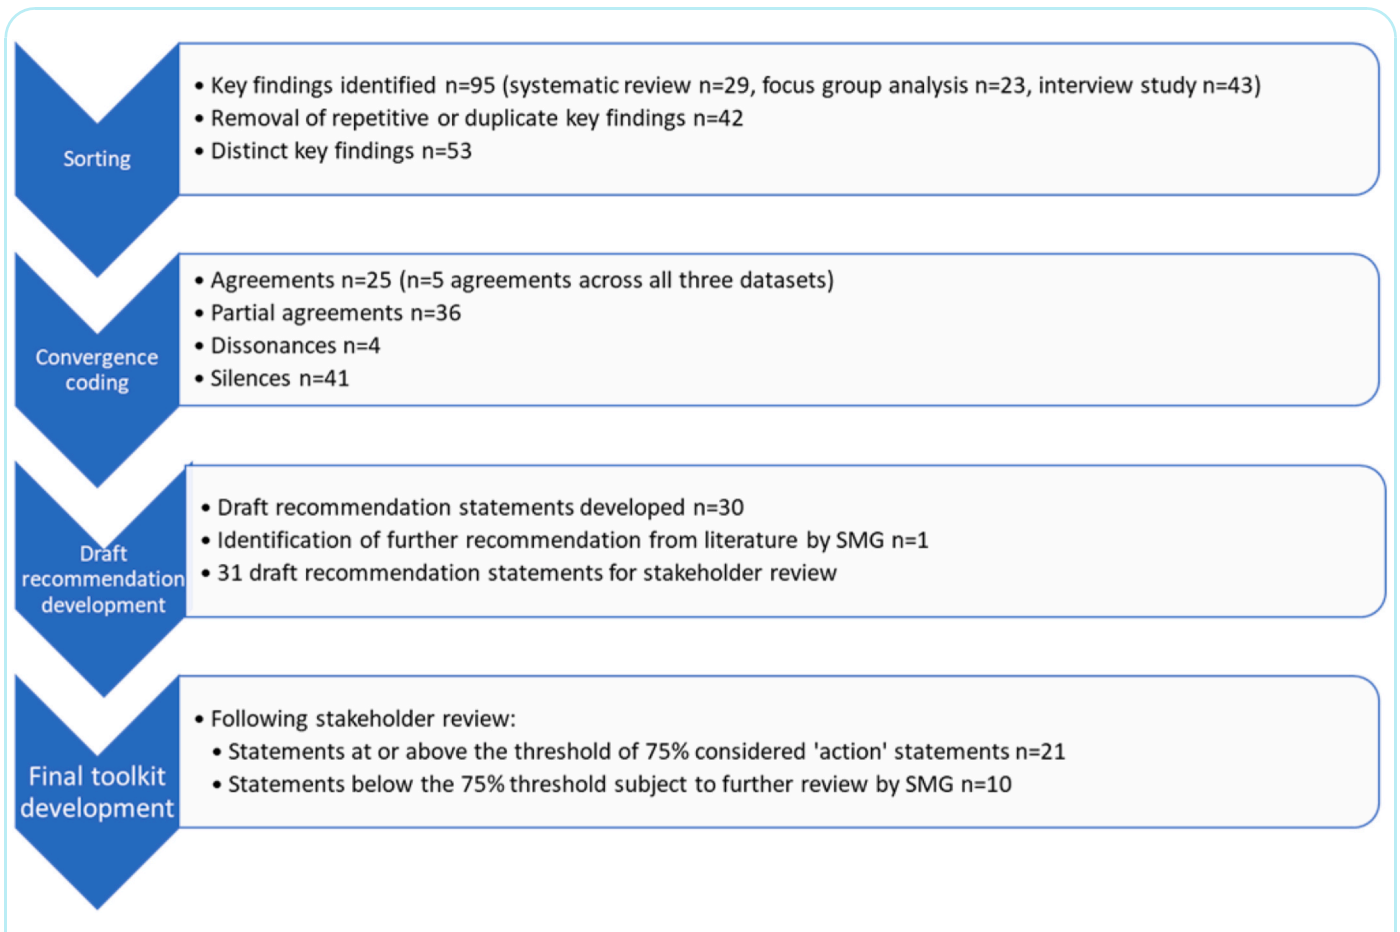 Sorting
• Key findings identified n=95 (systematic review n=29, focus group analysis n=23, interview study n=43)
• Removal of repetitive or duplicate key findings n=42
• Distinct key findings n=53
Convergence
coding
• Agreements n=25 (n=5 agreements across all three datasets)
• Partial agreements n=36
• Dissonances n=4
• Silences n=41
Draft
recommendation
development
• Draft recommendation statements developed n=30
• Identification of further recommendation from literature by SMG n=1
• 31 draft recommendation statements for stakeholder review
Final toolkit
development
• Following stakeholder review:
• Statements at or above the threshold of 75% considered 'action' statements n=21
• Statements below the 75% threshold subject to further review by SMG n=10